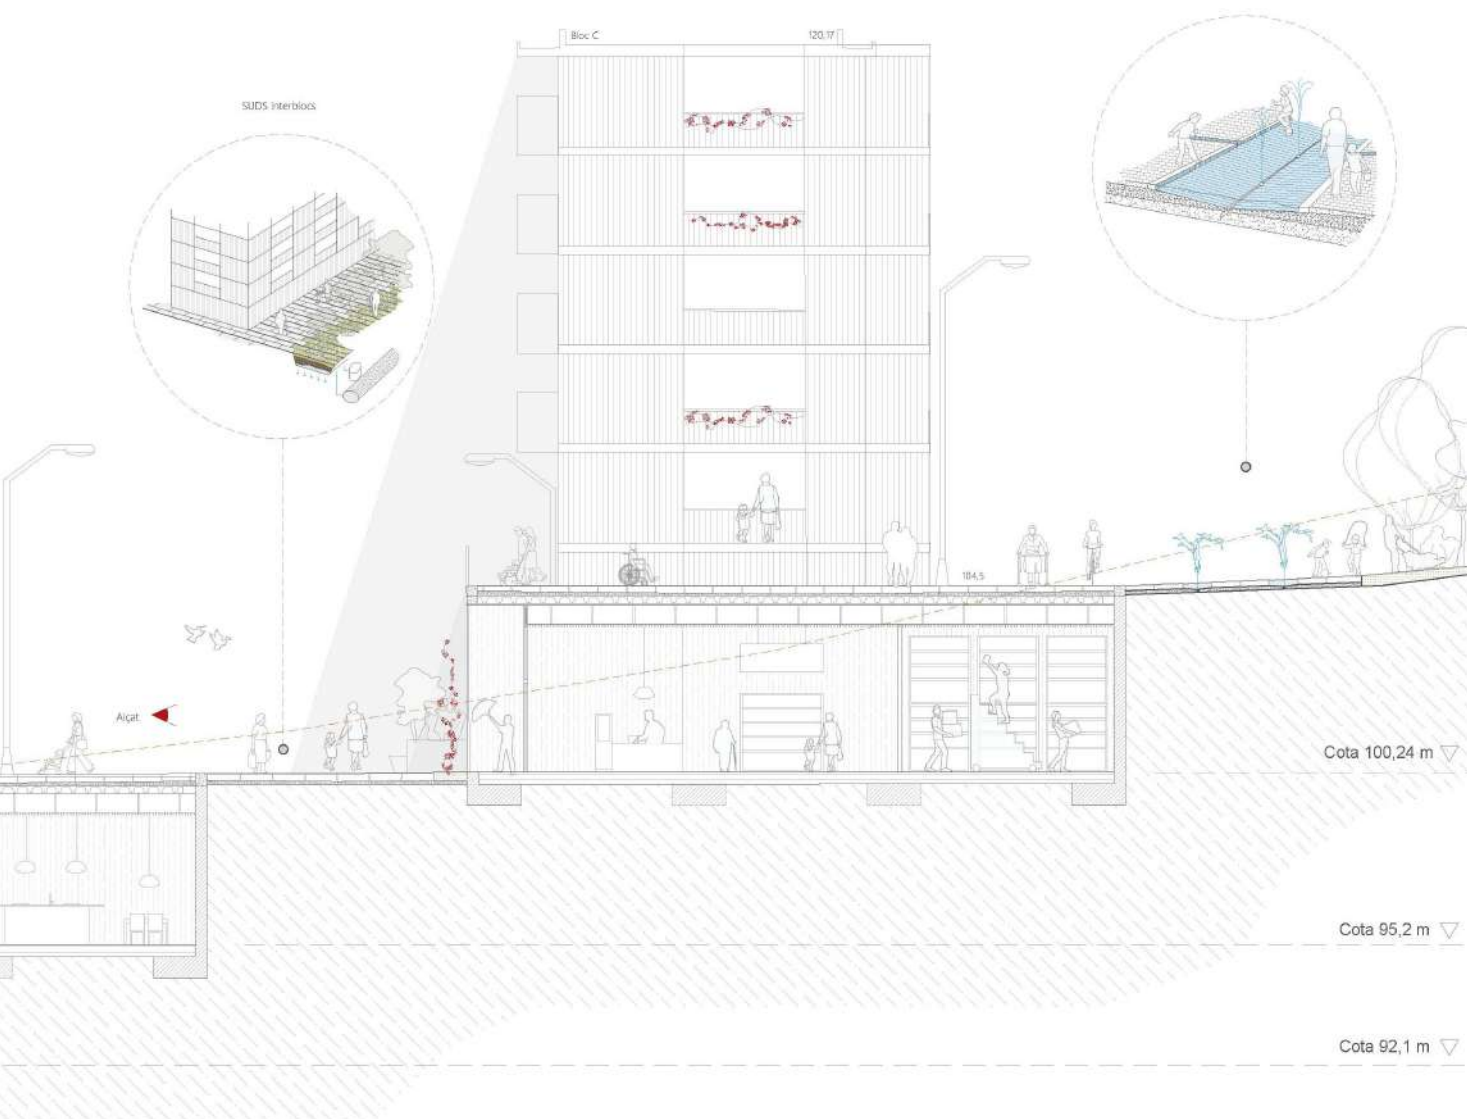 Bloc C
120,17
SUDS interblocs
104,5
Alçat
Cota 100,24 m
Cota 95,2 m
Cota 92,1 m